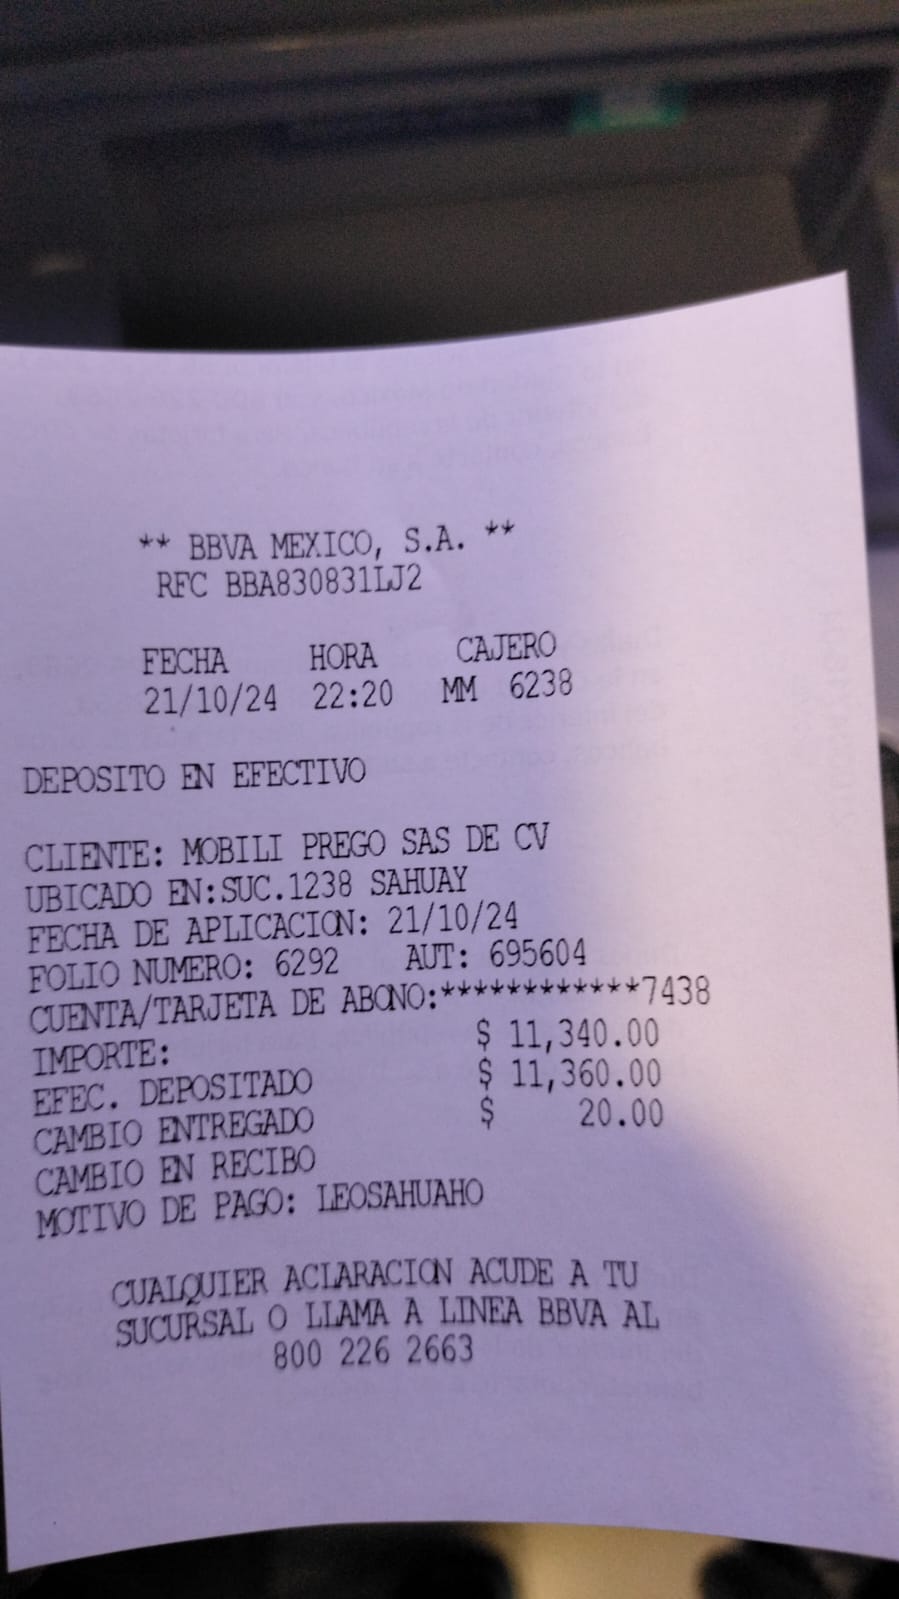 ** BBVA MEXICO, S.A. **
RFC BBA830831LJ2
FECHA HORA CAJERO
21/10/24 22:20 MM 6238
DEPOSITO EN EFECTIVO
CLIENTE: MOBILI PREGO SAS DE CV
UBICADO EN:SUC.1238 SAHUAY
FECHA DE APLICACION: 21/10/24
FOLIO NUMERO: 6292 AUT: 695604
CUENTA/TARJETA DE ABONO:************7438
IMPORTE: $ 11,340.00
EFEC. DEPOSITADO $ 11,360.00
CAMBIO ENTREGADO $ 20.00
CAMBIO EN RECIBO
MOTIVO DE PAGO: LEOSAHUAHO
CUALQUIER ACLARACION ACUDE A TU
SUCURSAL O LLAMA A LINEA BBVA AL
800 226 2663